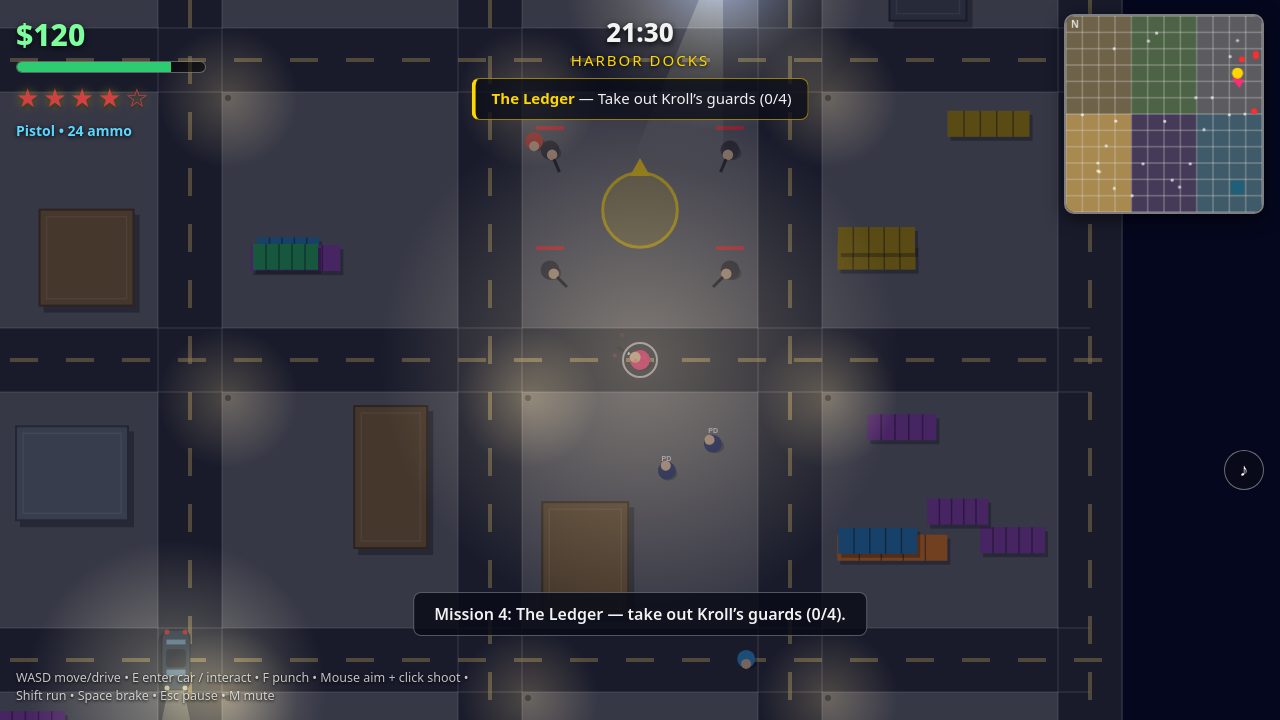 $120
21:30
HARBOR DOCKS
The Ledger — Take out Kroll’s guards (0/4)
Pistol • 24 ammo
N
PD
PD
♪
Mission 4: The Ledger — take out Kroll’s guards (0/4).
WASD move/drive • E enter car / interact • F punch • Mouse aim + click shoot •
Shift run • Space brake • Esc pause • M mute